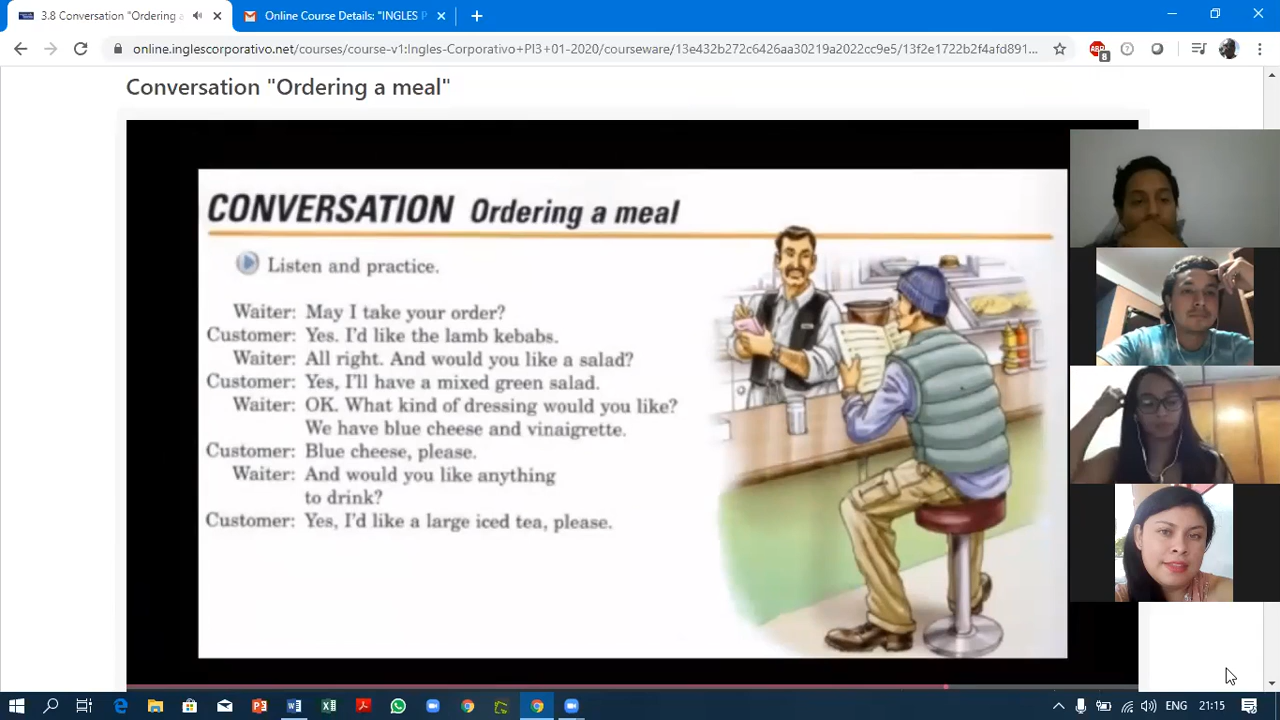 3.8 Conversation "Ordering a
Online Course Details: "INGLES P
online.inglescorporativo.net/courses/course-v1:Ingles-Corporativo+PI3+01-2020/courseware/13e432b272c6426aa30219a2022cc9e5/13f2e1722b2f4afd891...
ABP
8
Conversation "Ordering a meal"
CONVERSATION Ordering a meal
Listen and practice.
Waiter: May I take your order?
Customer: Yes. I'd like the lamb kebabs.
Waiter: All right. And would you like a salad?
Customer: Yes, I'll have a mixed green salad.
Waiter: OK. What kind of dressing would you like?
We have blue cheese and vinaigrette.
Customer: Blue cheese, please.
Waiter: And would you like anything
to drink?
Customer: Yes, I'd like a large iced tea, please.
ENG 21:15